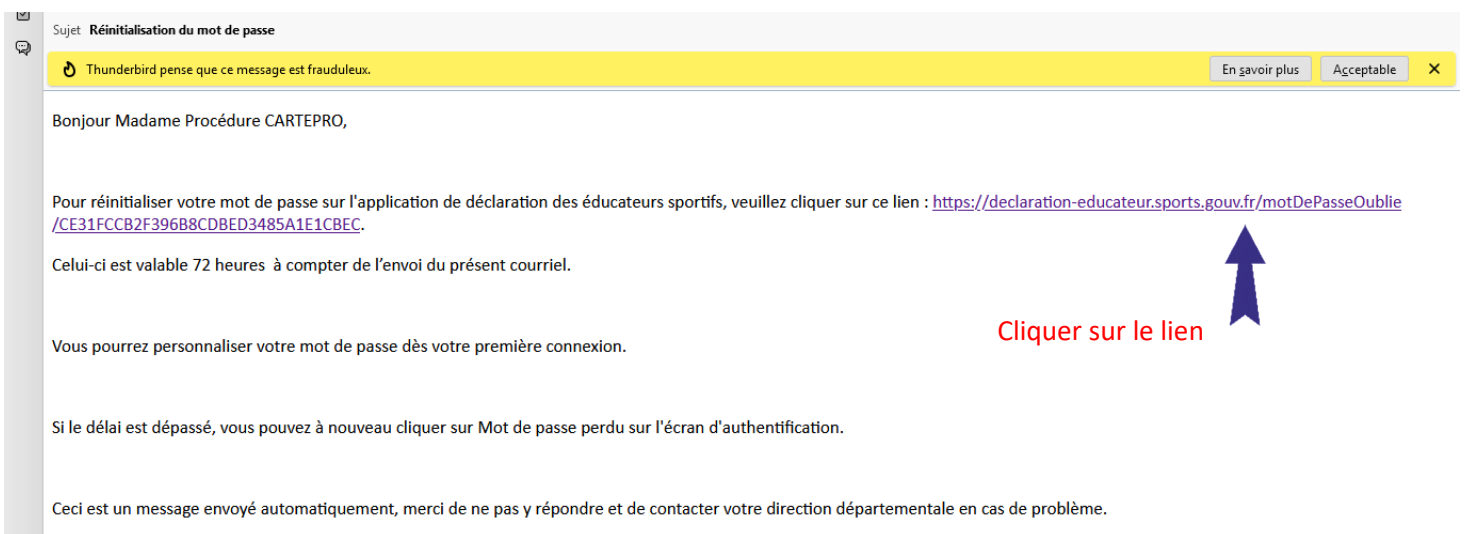 Sujet Réinitialisation du mot de passe
Thunderbird pense que ce message est frauduleux. En savoir plus Acceptable
Bonjour Madame Procédure CARTEPRO,
Pour réinitialiser votre mot de passe sur l'application de déclaration des éducateurs sportifs, veuillez cliquer sur ce lien : https://declaration-educateur.sports.gouv.fr/motDePasseOublie
/CE31FCCB2F396B8CDBED3485A1E1CBEC.
Celui-ci est valable 72 heures à compter de l’envoi du présent courriel.
Cliquer sur le lien
Vous pourrez personnaliser votre mot de passe dès votre première connexion.
Si le délai est dépassé, vous pouvez à nouveau cliquer sur Mot de passe perdu sur l'écran d'authentification.
Ceci est un message envoyé automatiquement, merci de ne pas y répondre et de contacter votre direction départementale en cas de problème.